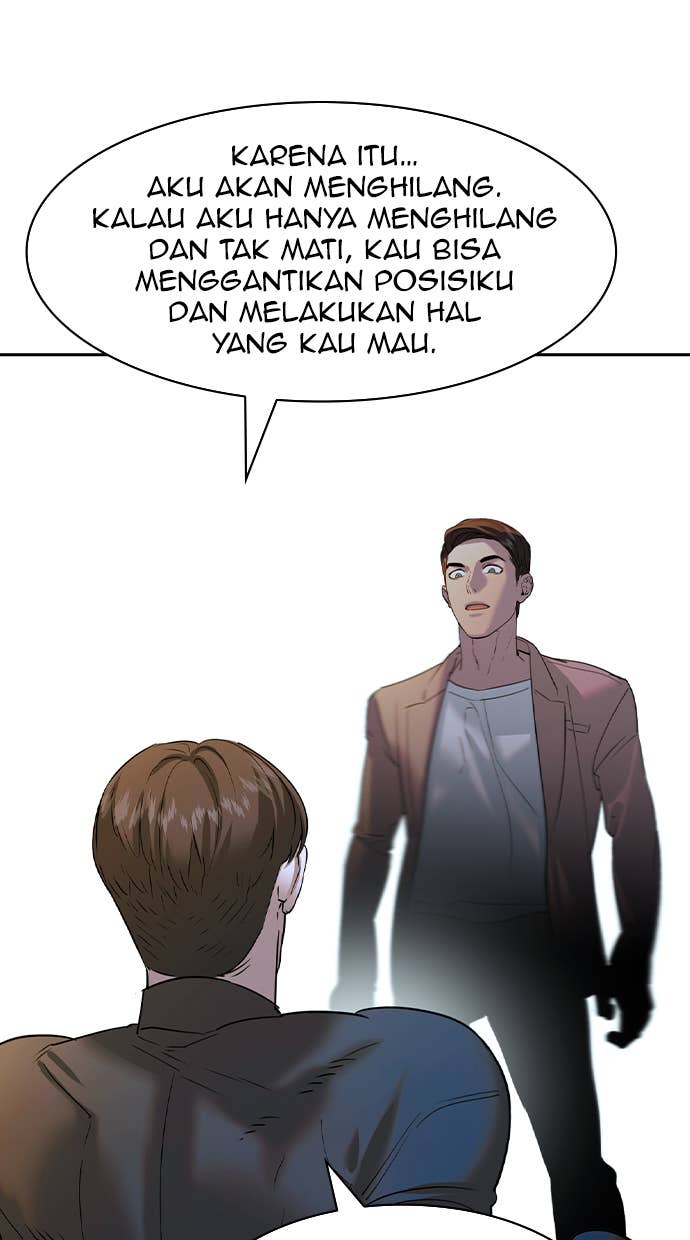 KARENA ITU...
AKU AKAN MENGHILANG.
KALAU AKU HANYA MENGHILANG
DAN TAK MATI, KAU BISA
MENGGANTIKAN POSISIKU
DAN MELAKUKAN HAL
YANG KAU MAU.